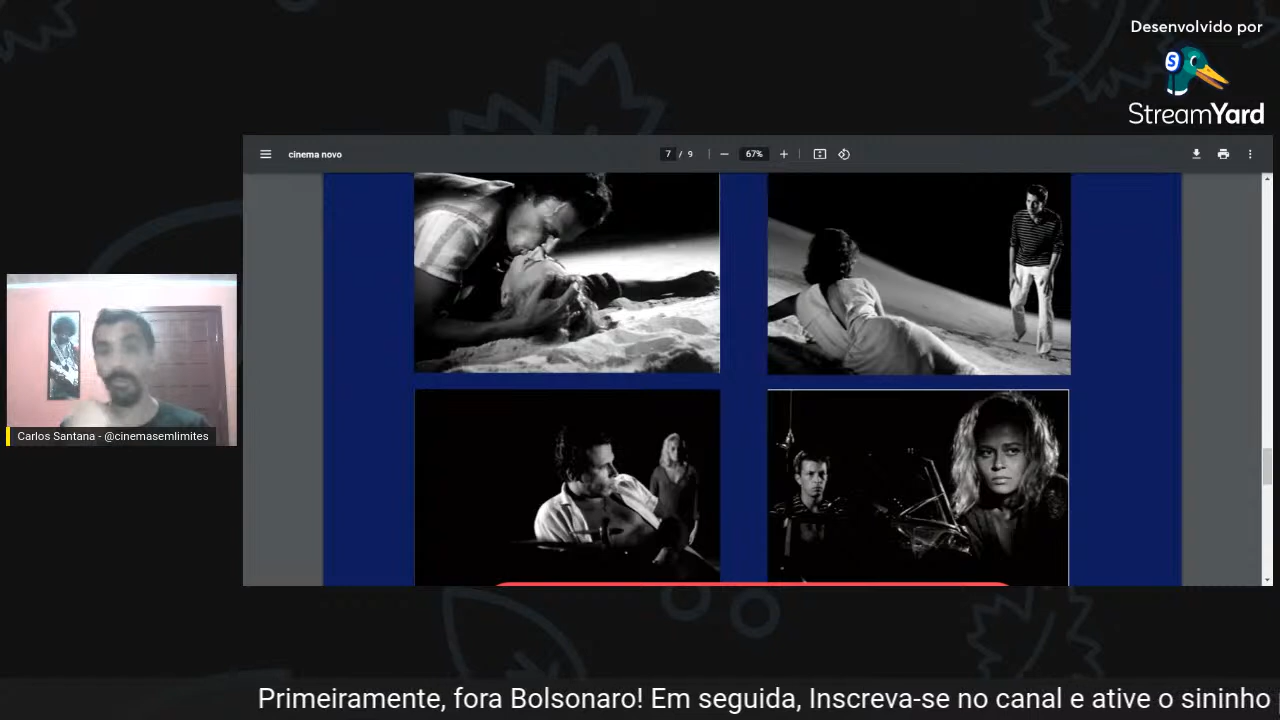 Desenvolvido por
StreamYard
cinema novo
7 / 9
67%
Carlos Santana - @cinemasemlimites
Primeiramente, fora Bolsonaro! Em seguida, Inscreva-se no canal e ative o sininho